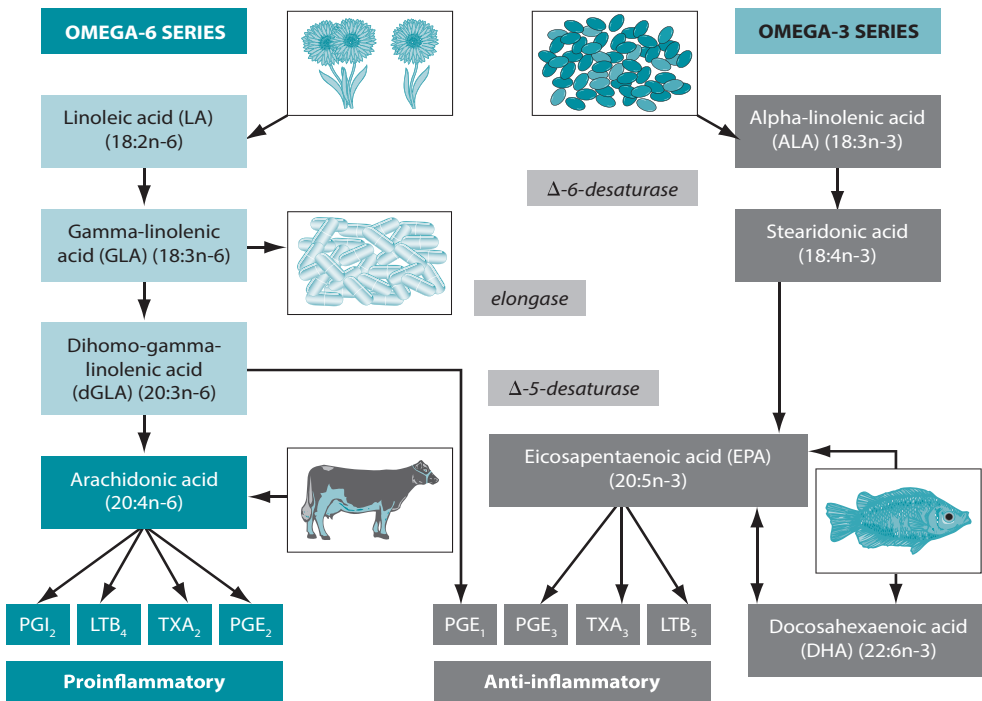 OMEGA-6 SERIES
OMEGA-3 SERIES
Linoleic acid (LA)
(18:2n-6)
Alpha-linolenic acid
(ALA) (18:3n-3)
Δ-6-desaturase
Gamma-linolenic
acid (GLA) (18:3n-6)
Stearidonic acid
(18:4n-3)
elongase
Dihomo-gamma-
linolenic acid
(dGLA) (20:3n-6)
Δ-5-desaturase
Arachidonic acid
(20:4n-6)
Eicosapentaenoic acid (EPA)
(20:5n-3)
PGI₂ LTB₄ TXA₂ PGE₂
PGE₁ PGE₃ TXA₃ LTB₅
Docosahexaenoic acid
(DHA) (22:6n-3)
Proinflammatory
Anti-inflammatory